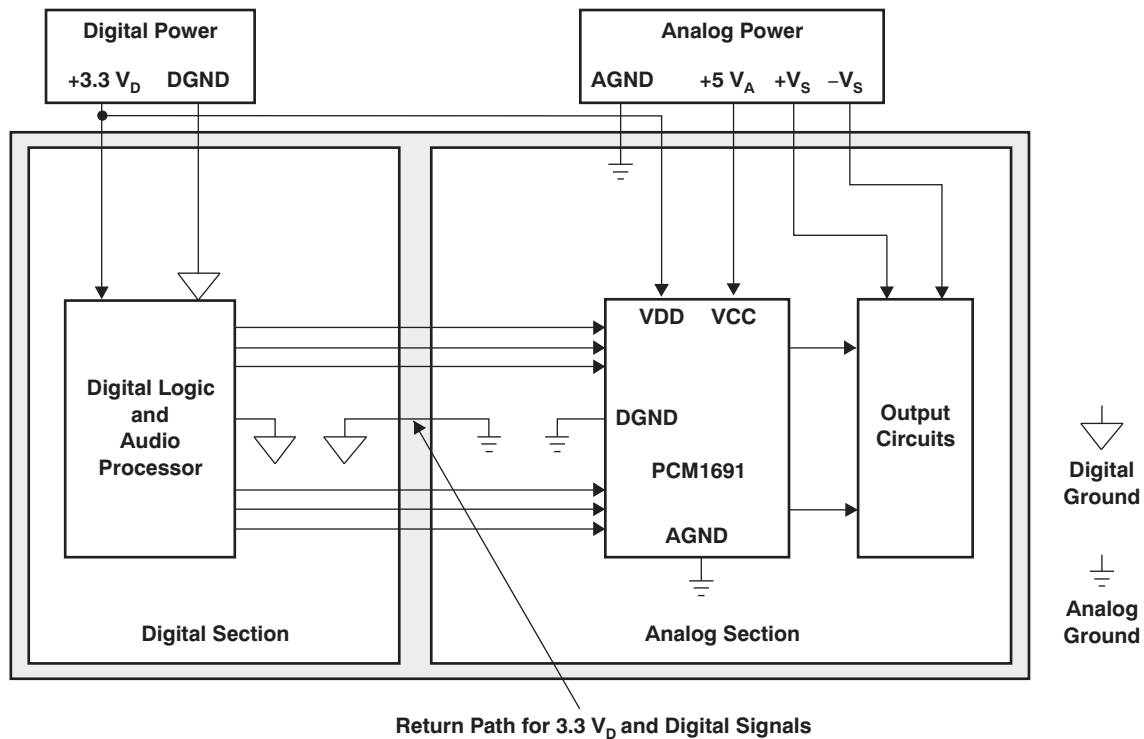 Digital Power
+3.3 V_D DGND
Analog Power
AGND +5 V_A +V_S –V_S
Digital Logic
and
Audio
Processor
VDD VCC
DGND
PCM1691
AGND
Output
Circuits
Digital
Ground
Analog
Ground
Digital Section
Analog Section
Return Path for 3.3 V_D and Digital Signals